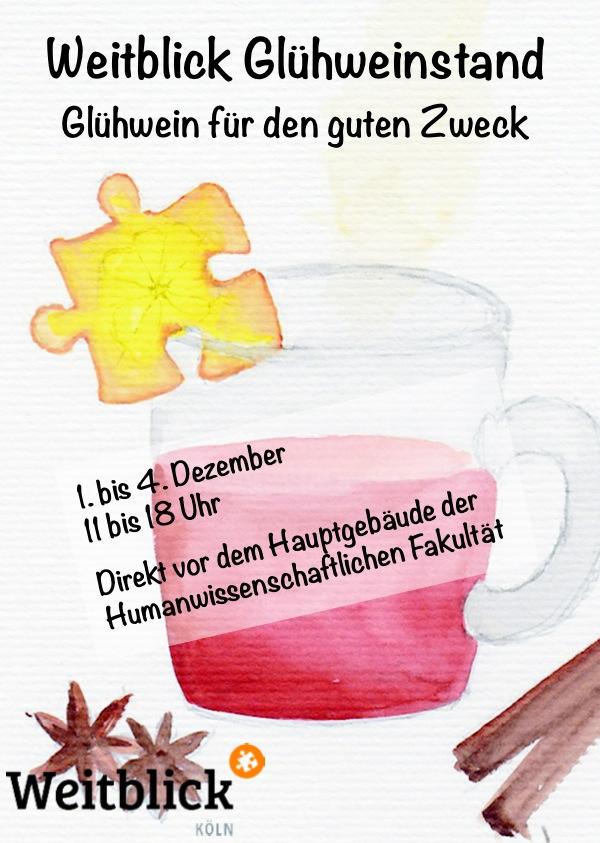 Weitblick Glühweinstand
Glühwein für den guten Zweck
1. bis 4. Dezember
11 bis 18 Uhr
Direkt vor dem Hauptgebäude der
Humanwissenschaftlichen Fakultät
Weitblick
KÖLN